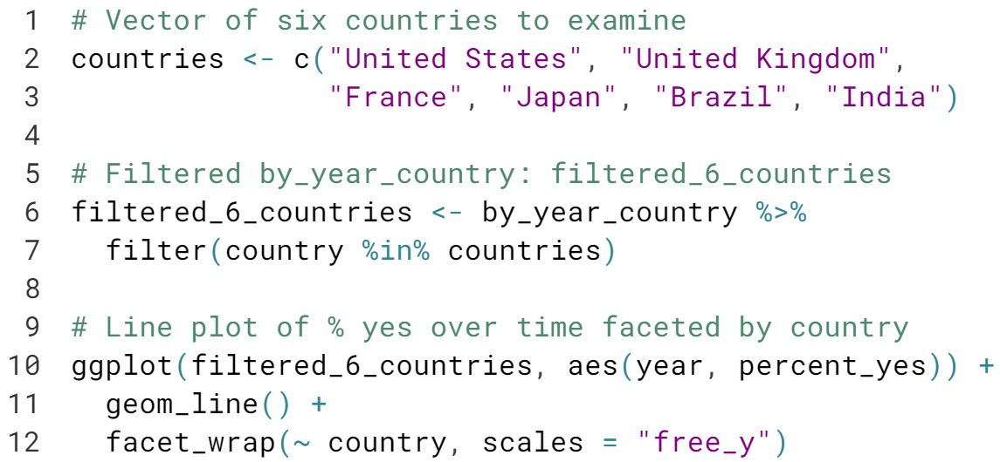 1 # Vector of six countries to examine
2 countries <- c("United States", "United Kingdom",
3                "France", "Japan", "Brazil", "India")
4
5 # Filtered by_year_country: filtered_6_countries
6 filtered_6_countries <- by_year_country %>%
7   filter(country %in% countries)
8
9 # Line plot of % yes over time faceted by country
10 ggplot(filtered_6_countries, aes(year, percent_yes)) +
11   geom_line() +
12   facet_wrap(~ country, scales = "free_y")